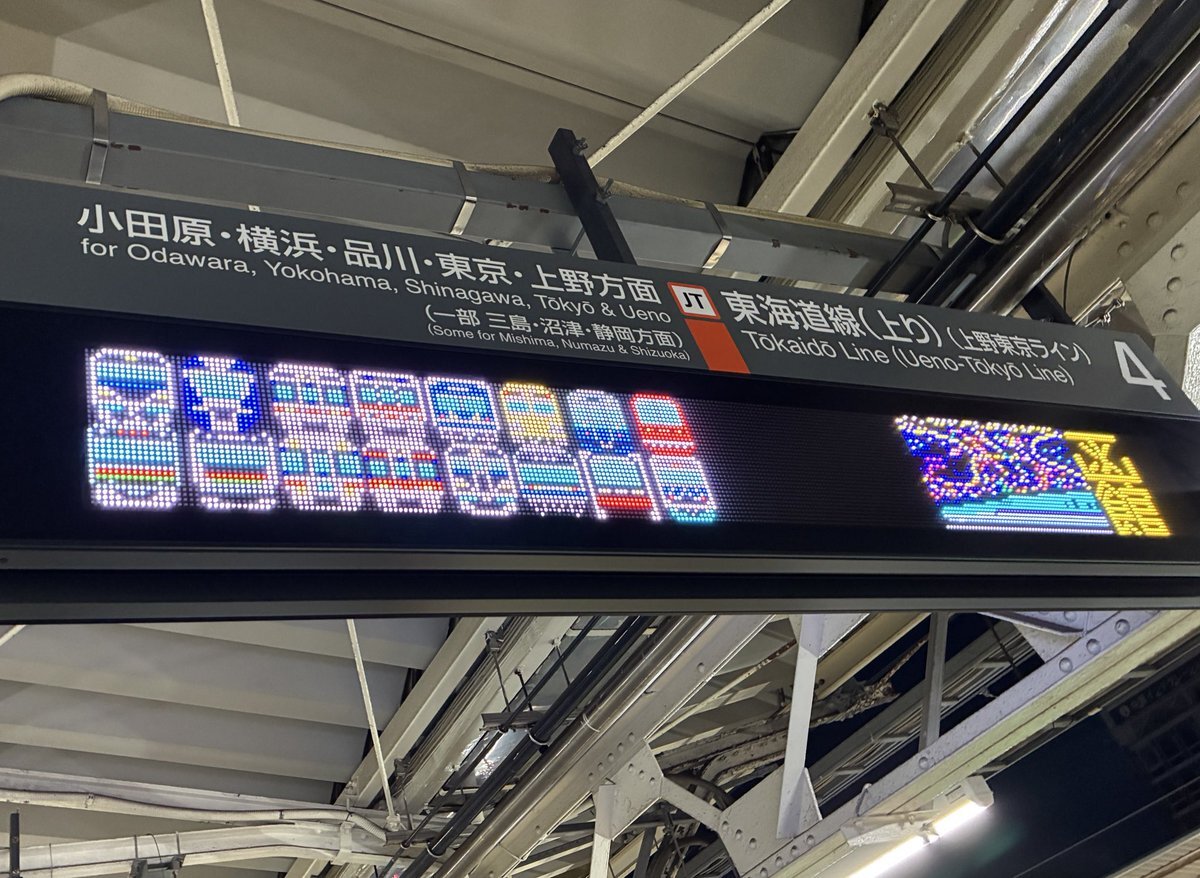 小田原・横浜・品川・東京・上野方面
for Odawara, Yokohama, Shinagawa, Tōkyō & Ueno
(一部 三島・沼津・静岡方面)
(Some for Mishima, Numazu & Shizuoka)
JT
東海道線(上り)(上野東京ライン)
Tōkaidō Line (Ueno-Tōkyō Line)
4